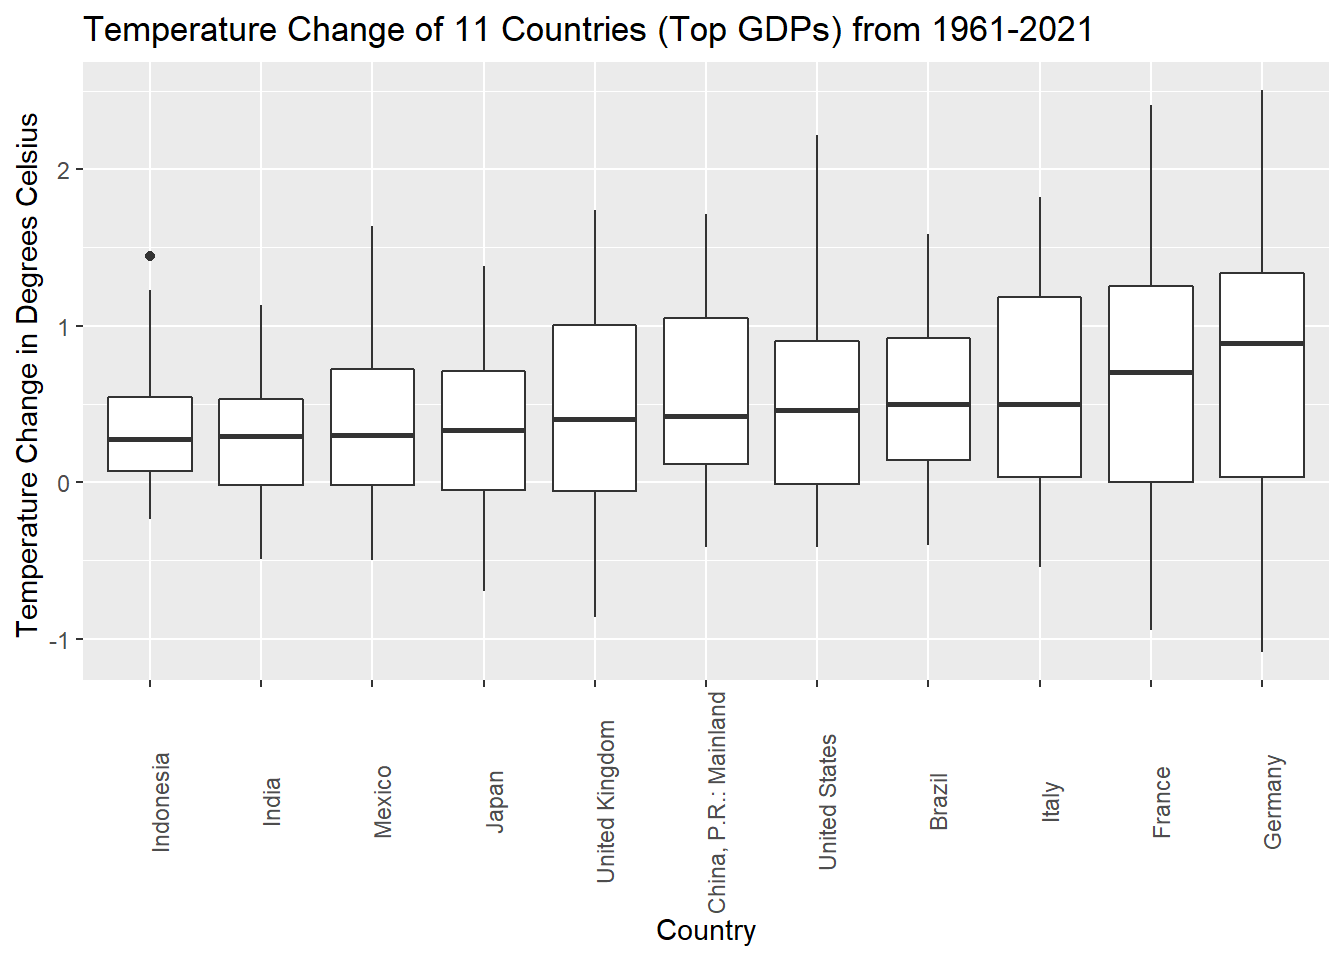 Temperature Change of 11 Countries (Top GDPs) from 1961-2021
Temperature Change in Degrees Celsius
2
1
0
-1
Indonesia
India
Mexico
Japan
United Kingdom
China, P.R.: Mainland
United States
Brazil
Italy
France
Germany
Country